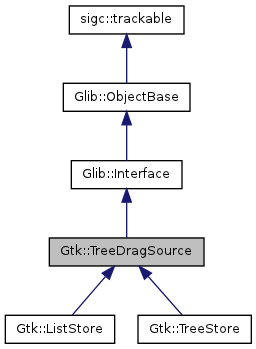 sigc::trackable
Glib::ObjectBase
Glib::Interface
Gtk::TreeDragSource
Gtk::ListStore
Gtk::TreeStore